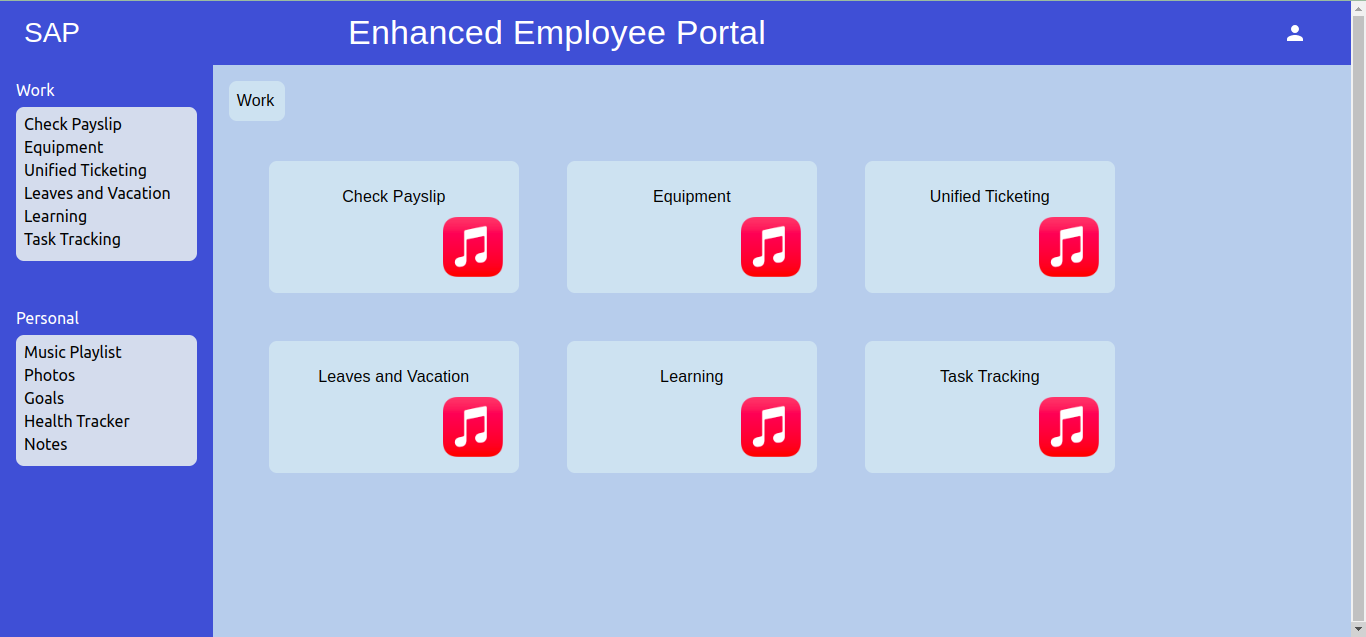 SAP
Enhanced Employee Portal
Work
Check Payslip
Equipment
Unified Ticketing
Leaves and Vacation
Learning
Task Tracking
Personal
Music Playlist
Photos
Goals
Health Tracker
Notes
Work
Check Payslip
Equipment
Unified Ticketing
Leaves and Vacation
Learning
Task Tracking